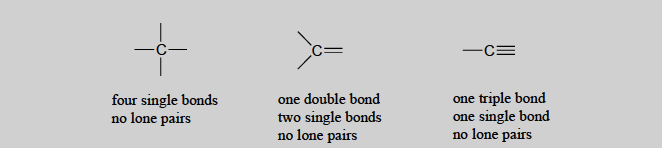 C
C
C
four single bonds
no lone pairs
one double bond
two single bonds
no lone pairs
one triple bond
one single bond
no lone pairs